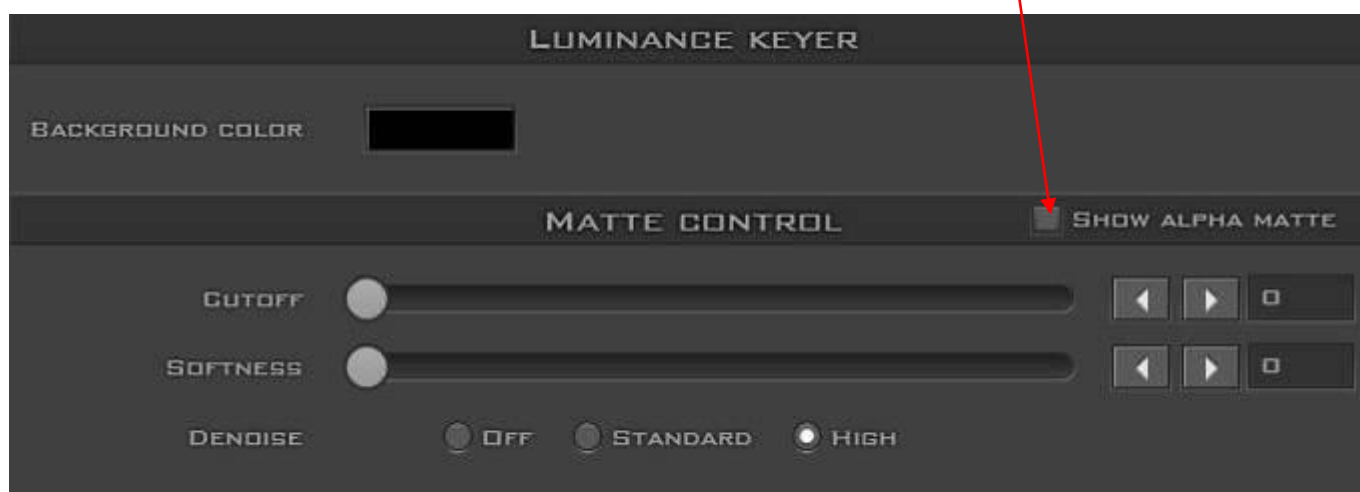 LUMINANCE KEYER
BACKGROUND COLOR
MATTE CONTROL SHOW ALPHA MATTE
CUTOFF 0
SOFTNESS 0
DENOISE OFF STANDARD HIGH